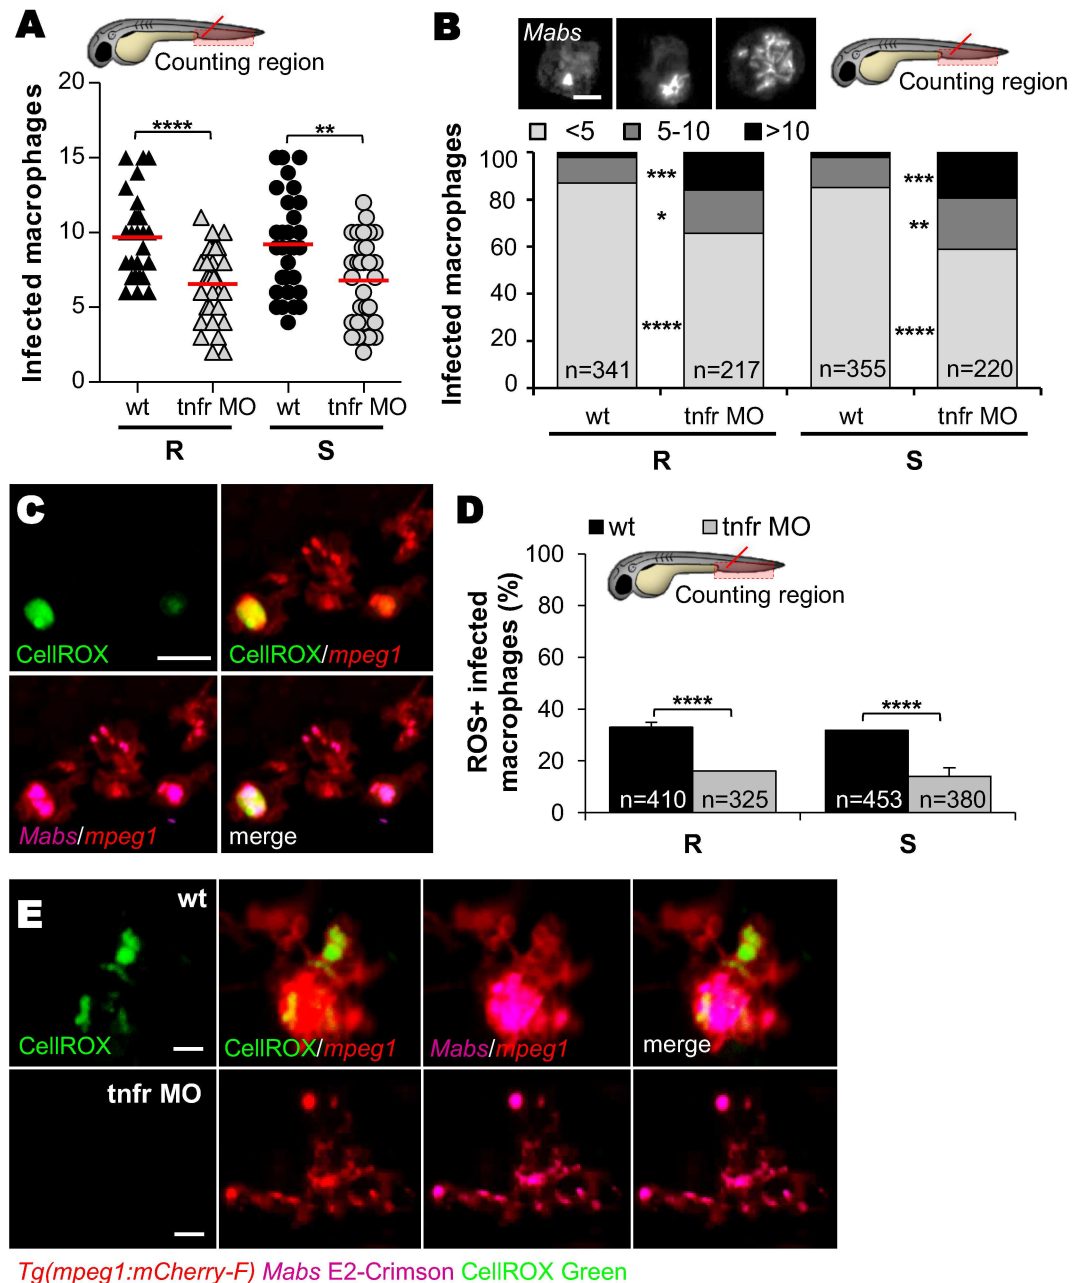 A
Counting region
Infected macrophages
20
15
10
5
0
****
**
wt
tnfr MO
wt
tnfr MO
R
S
B
Mabs
Counting region
<5
5-10
>10
Infected macrophages
100
80
60
40
20
0
***
*
****
***
**
****
n=341
n=217
n=355
n=220
wt
tnfr MO
wt
tnfr MO
R
S
C
CellROX
CellROX/mpeg1
Mabs/mpeg1
merge
D
wt
tnfr MO
Counting region
ROS+ infected
macrophages (%)
100
80
60
40
20
0
****
****
n=410
n=325
n=453
n=380
R
S
E
wt
CellROX
CellROX/mpeg1
Mabs/mpeg1
merge
tnfr MO
Tg(mpeg1:mCherry-F) Mabs E2-Crimson CellROX Green